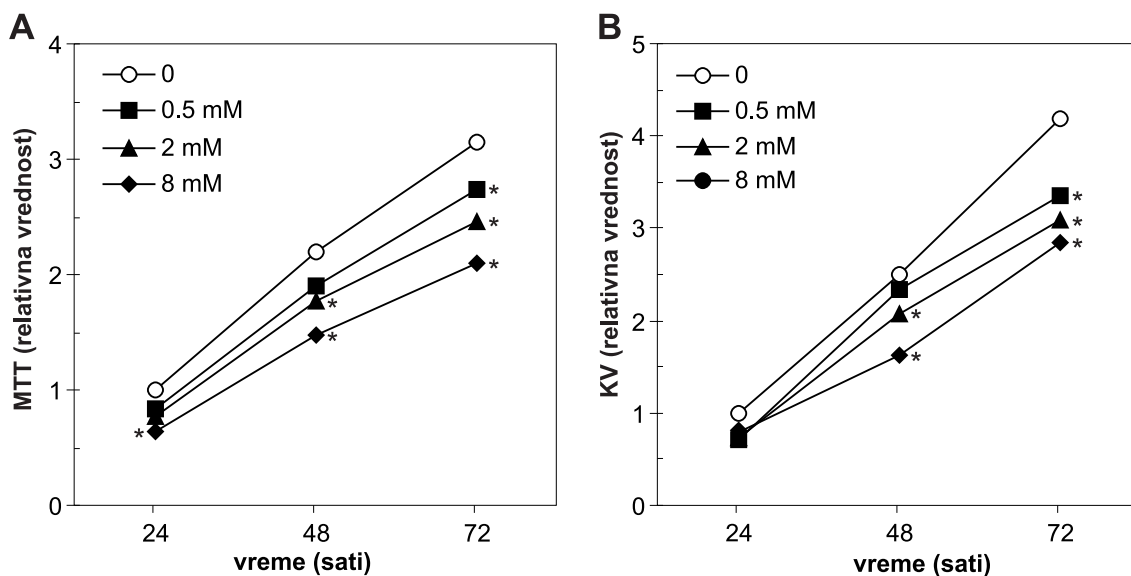 A
MTT (relativna vrednost)
4
3
2
1
0
0
0.5 mM
2 mM
8 mM
*
*
*
*
*
*
24
48
72
vreme (sati)
B
KV (relativna vrednost)
5
4
3
2
1
0
0
0.5 mM
2 mM
8 mM
*
*
*
*
*
24
48
72
vreme (sati)